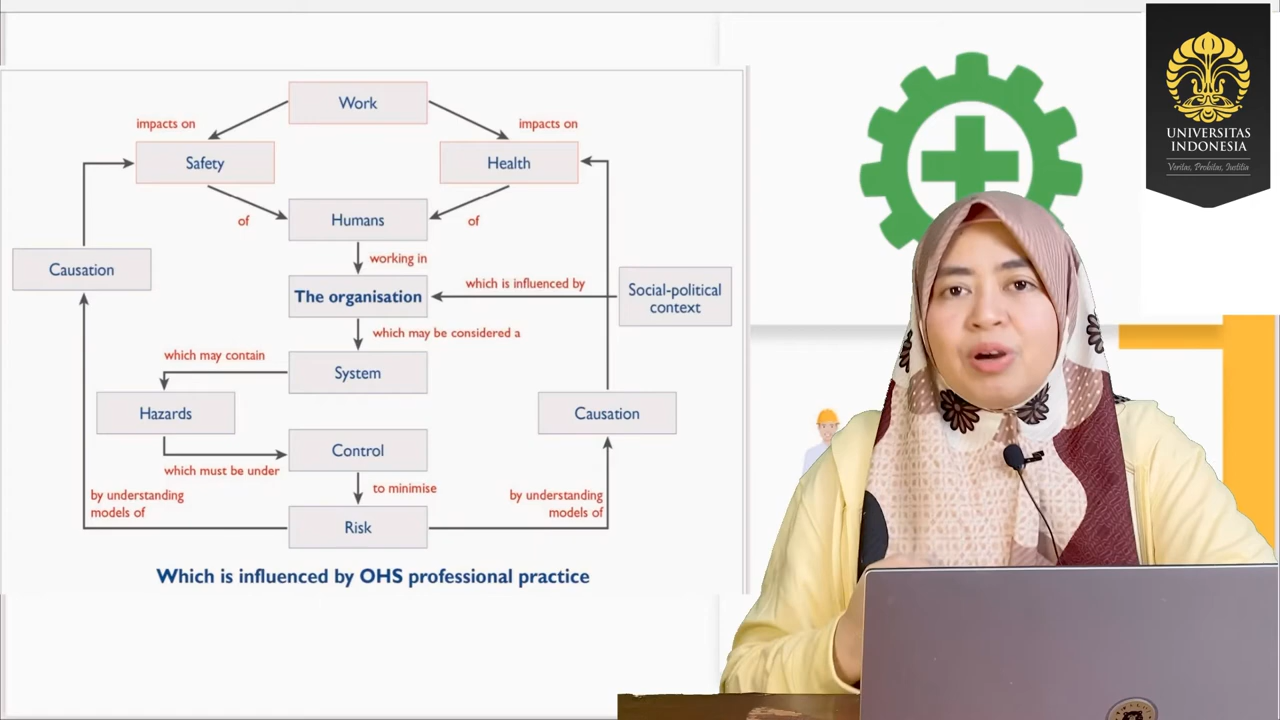 Work
impacts on
impacts on
Safety
Health
of
Humans
of
working in
Causation
The organisation
which is influenced by
Social-political
context
which may be considered a
which may contain
System
Hazards
Causation
Control
which must be under
to minimise
by understanding
models of
by understanding
models of
Risk
Which is influenced by OHS professional practice
UNIVERSITAS
INDONESIA
Veritas, Probitas, Justitia